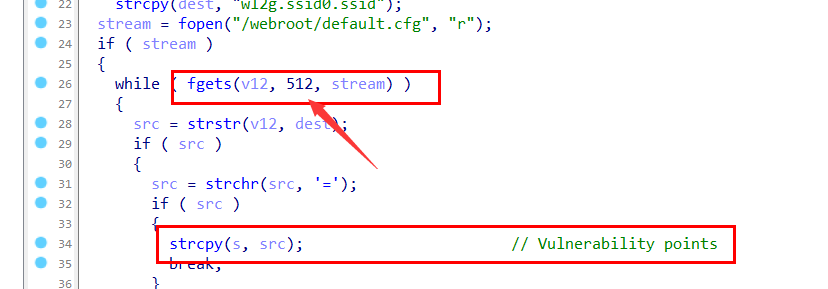 22 strcpy(dest, "wl2g.ssid0.ssid");
23 stream = fopen("/webroot/default.cfg", "r");
24 if ( stream )
25 {
26 while ( fgets(v12, 512, stream) )
27 {
28 src = strstr(v12, dest);
29 if ( src )
30 {
31 src = strchr(src, '=');
32 if ( src )
33 {
34 strcpy(s, src); // Vulnerability points
35 break;
36 }